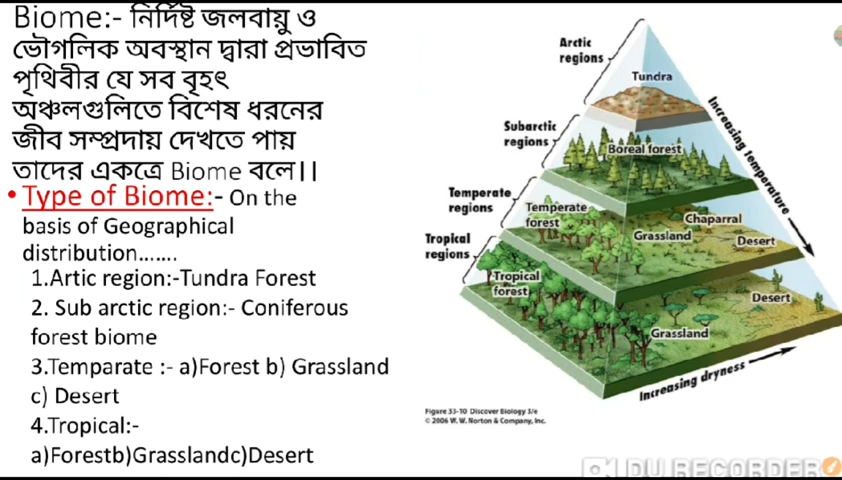 Biome:- নির্দিষ্ট জলবায়ু ও
ভৌগলিক অবস্থান দ্বারা প্রভাবিত
পৃথিবীর যে সব বৃহৎ
অঞ্চলগুলিতে বিশেষ ধরনের
জীব সম্প্রদায় দেখতে পায়
তাদের একত্রে Biome বলে।।
• Type of Biome:- On the
basis of Geographical
distribution.......
1.Artic region:-Tundra Forest
2. Sub arctic region:- Coniferous
forest biome
3.Temparate :- a)Forest b) Grassland
c) Desert
4.Tropical:-
a)Forestb)Grasslandc)Desert
Arctic
regions
Tundra
Subarctic
regions
Boreal forest
Temperate
regions
Temperate
forest
Grassland
Chaparral
Desert
Tropical
regions
Tropical
forest
Grassland
Desert
Increasing temperature
Increasing dryness
Figure 33-10 Discover Biology 3/e
© 2006 W. W. Norton & Company, Inc.
DU RECORDER